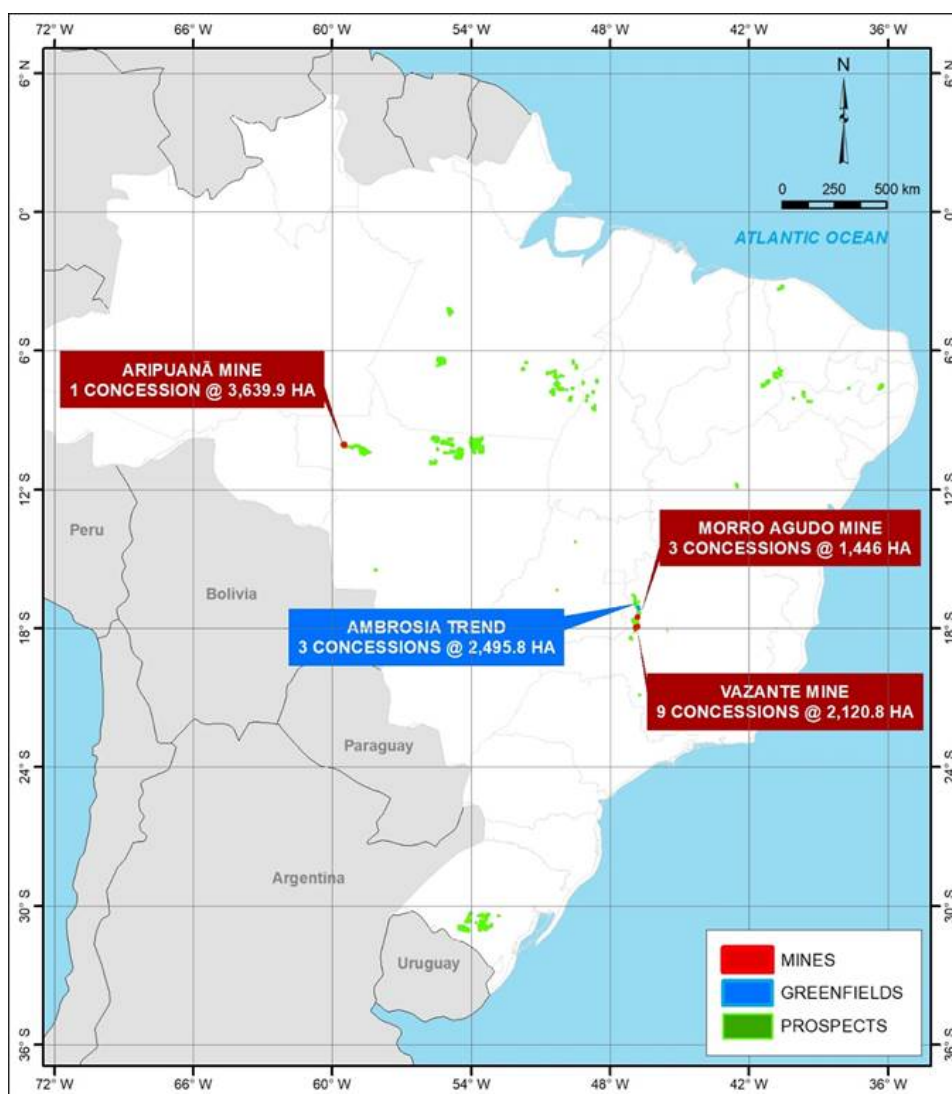 72° W
66° W
60° W
54° W
48° W
42° W
36° W
6° N
6° N
N
0 250 500 km
0°
0°
ATLANTIC OCEAN
6° S
6° S
ARIPUANÃ MINE
1 CONCESSION @ 3,639.9 HA
12° S
12° S
Peru
MORRO AGUDO MINE
3 CONCESSIONS @ 1,446 HA
Bolivia
AMBROSIA TREND
3 CONCESSIONS @ 2,495.8 HA
18° S
18° S
VAZANTE MINE
9 CONCESSIONS @ 2,120.8 HA
Paraguay
24° S
24° S
Argentina
30° S
30° S
Uruguay
MINES
GREENFIELDS
PROSPECTS
36° S
36° S
72° W
66° W
60° W
54° W
48° W
42° W
36° W